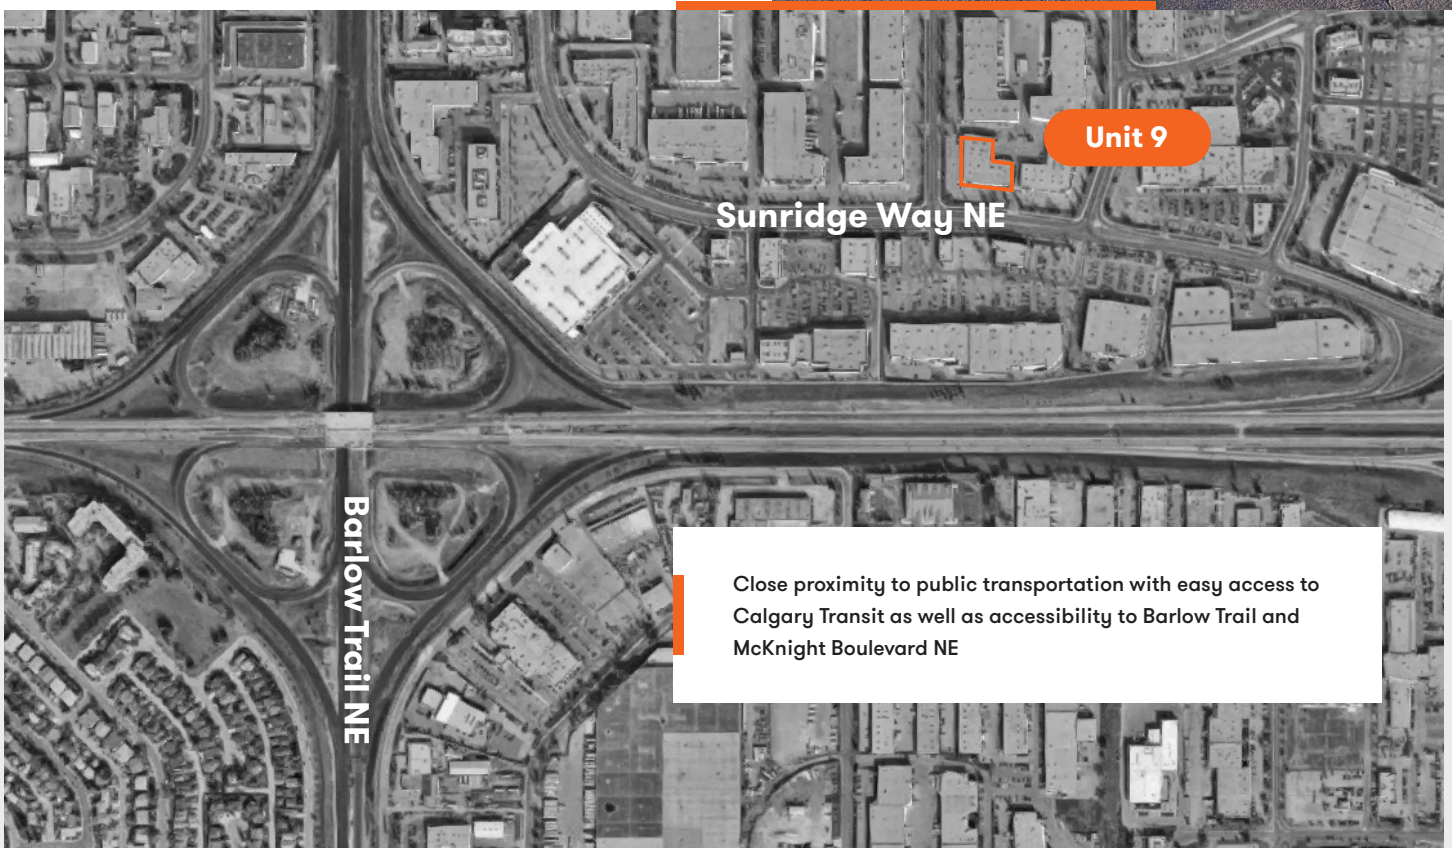 Unit 9
Sunridge Way NE
Barlow Trail NE
Close proximity to public transportation with easy access to
Calgary Transit as well as accessibility to Barlow Trail and
McKnight Boulevard NE